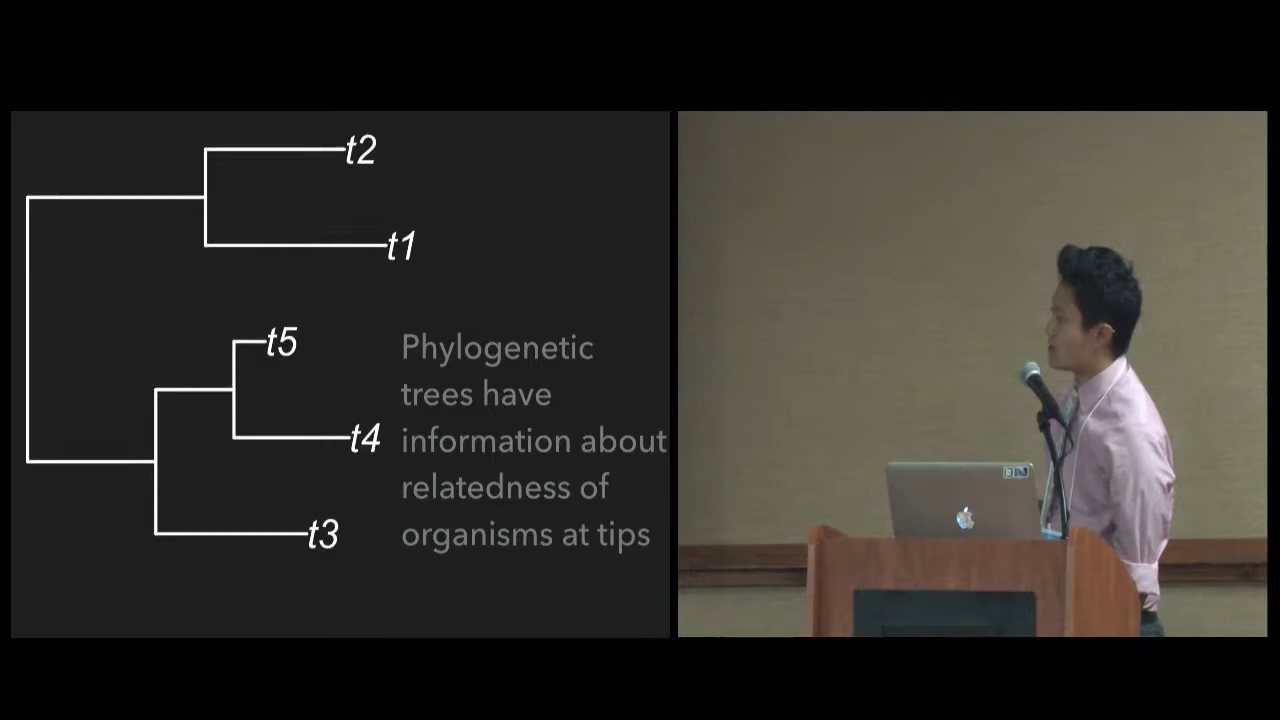 t2
t1
t5
t4
t3
Phylogenetic
trees have
information about
relatedness of
organisms at tips